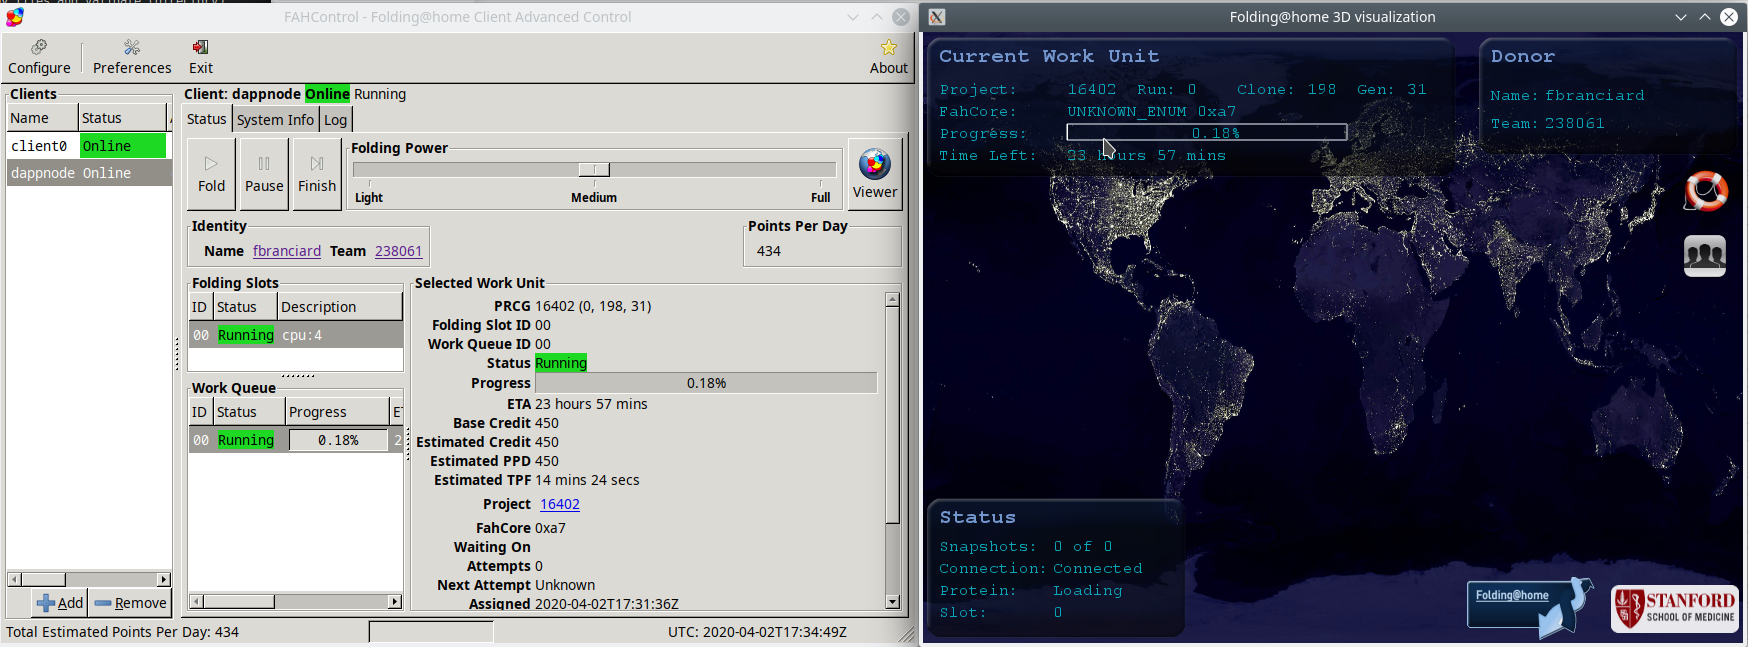 FAHControl - Folding@home Client Advanced Control
Configure Preferences Exit About
Clients
Name Status
client0 Online
dappnode Online
Add Remove
Client: dappnode Online Running
Status System Info Log
Fold Pause Finish
Folding Power
Light Medium Full
Viewer
Identity
Name fbranciard Team 238061
Points Per Day
434
Folding Slots
ID Status Description
00 Running cpu:4
Work Queue
ID Status Progress
00 Running 0.18% 2
Selected Work Unit
PRCG 16402 (0, 198, 31)
Folding Slot ID 00
Work Queue ID 00
Status Running
Progress 0.18%
ETA 23 hours 57 mins
Base Credit 450
Estimated Credit 450
Estimated PPD 450
Estimated TPF 14 mins 24 secs
Project 16402
FahCore 0xa7
Waiting On
Attempts 0
Next Attempt Unknown
Assigned 2020-04-02T17:31:36Z
Total Estimated Points Per Day: 434
UTC: 2020-04-02T17:34:49Z
Folding@home 3D visualization
Current Work Unit
Project: 16402 Run: 0 Clone: 198 Gen: 31
FahCore: UNKNOWN_ENUM 0xa7
Progress: 0.18%
Time Left: 23 hours 57 mins
Donor
Name: fbranciard
Team: 238061
Status
Snapshots: 0 of 0
Connection: Connected
Protein: Loading
Slot: 0
Folding@home
STANFORD
SCHOOL OF MEDICINE